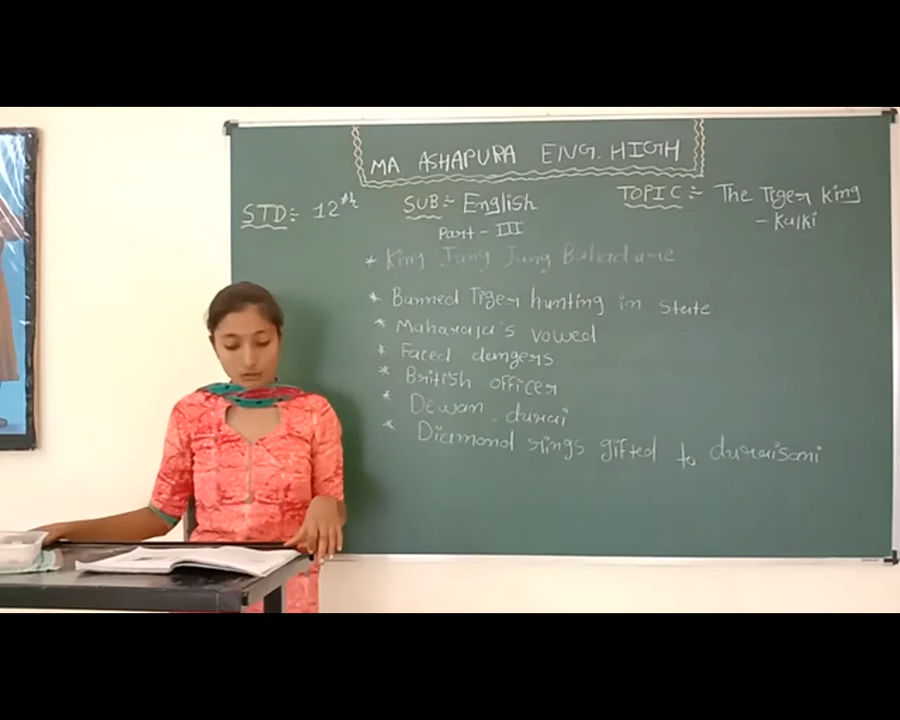 MA ASHAPURA ENG. HIGH
STD:- 12th
SUB:- English
TOPIC:- The Tiger King
- Kalki
Part - III
* King Jung Jung Bahadure
* Banned Tiger hunting in state
* Maharaja's vowed
* Faced dangers
* British officer
* Dewan - durai
* Diamond rings gifted to duraisani